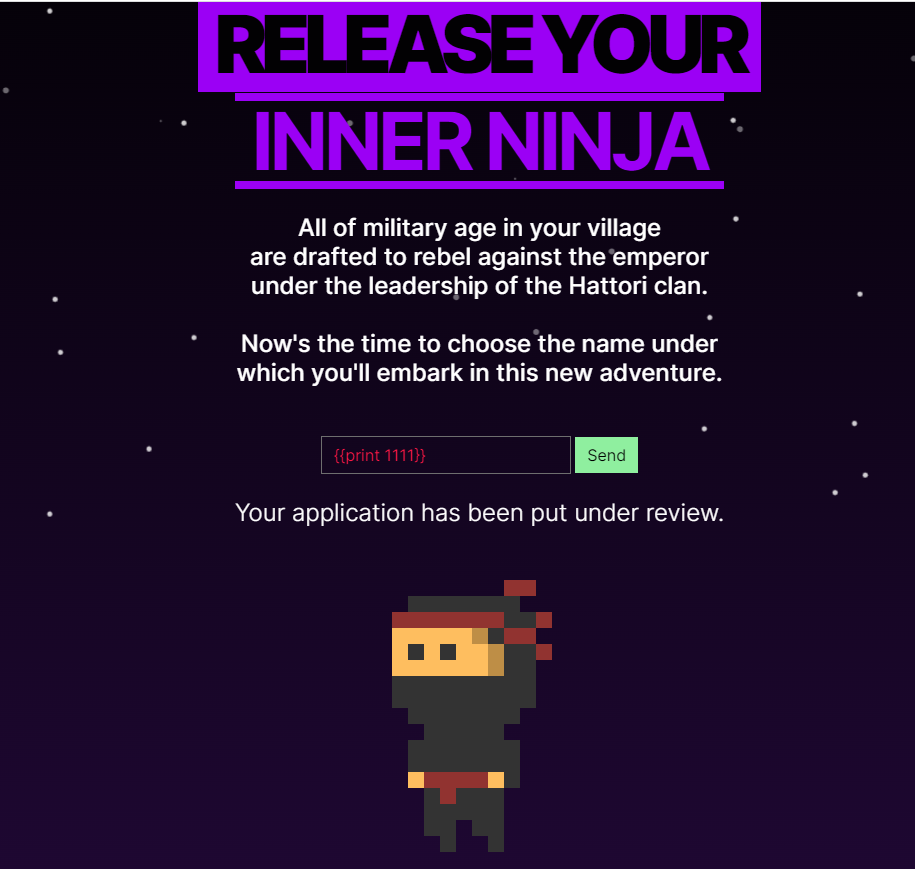 RELEASE YOUR
INNER NINJA
All of military age in your village
are drafted to rebel against the emperor
under the leadership of the Hattori clan.
Now's the time to choose the name under
which you'll embark in this new adventure.
{{print 1111}}
Send
Your application has been put under review.